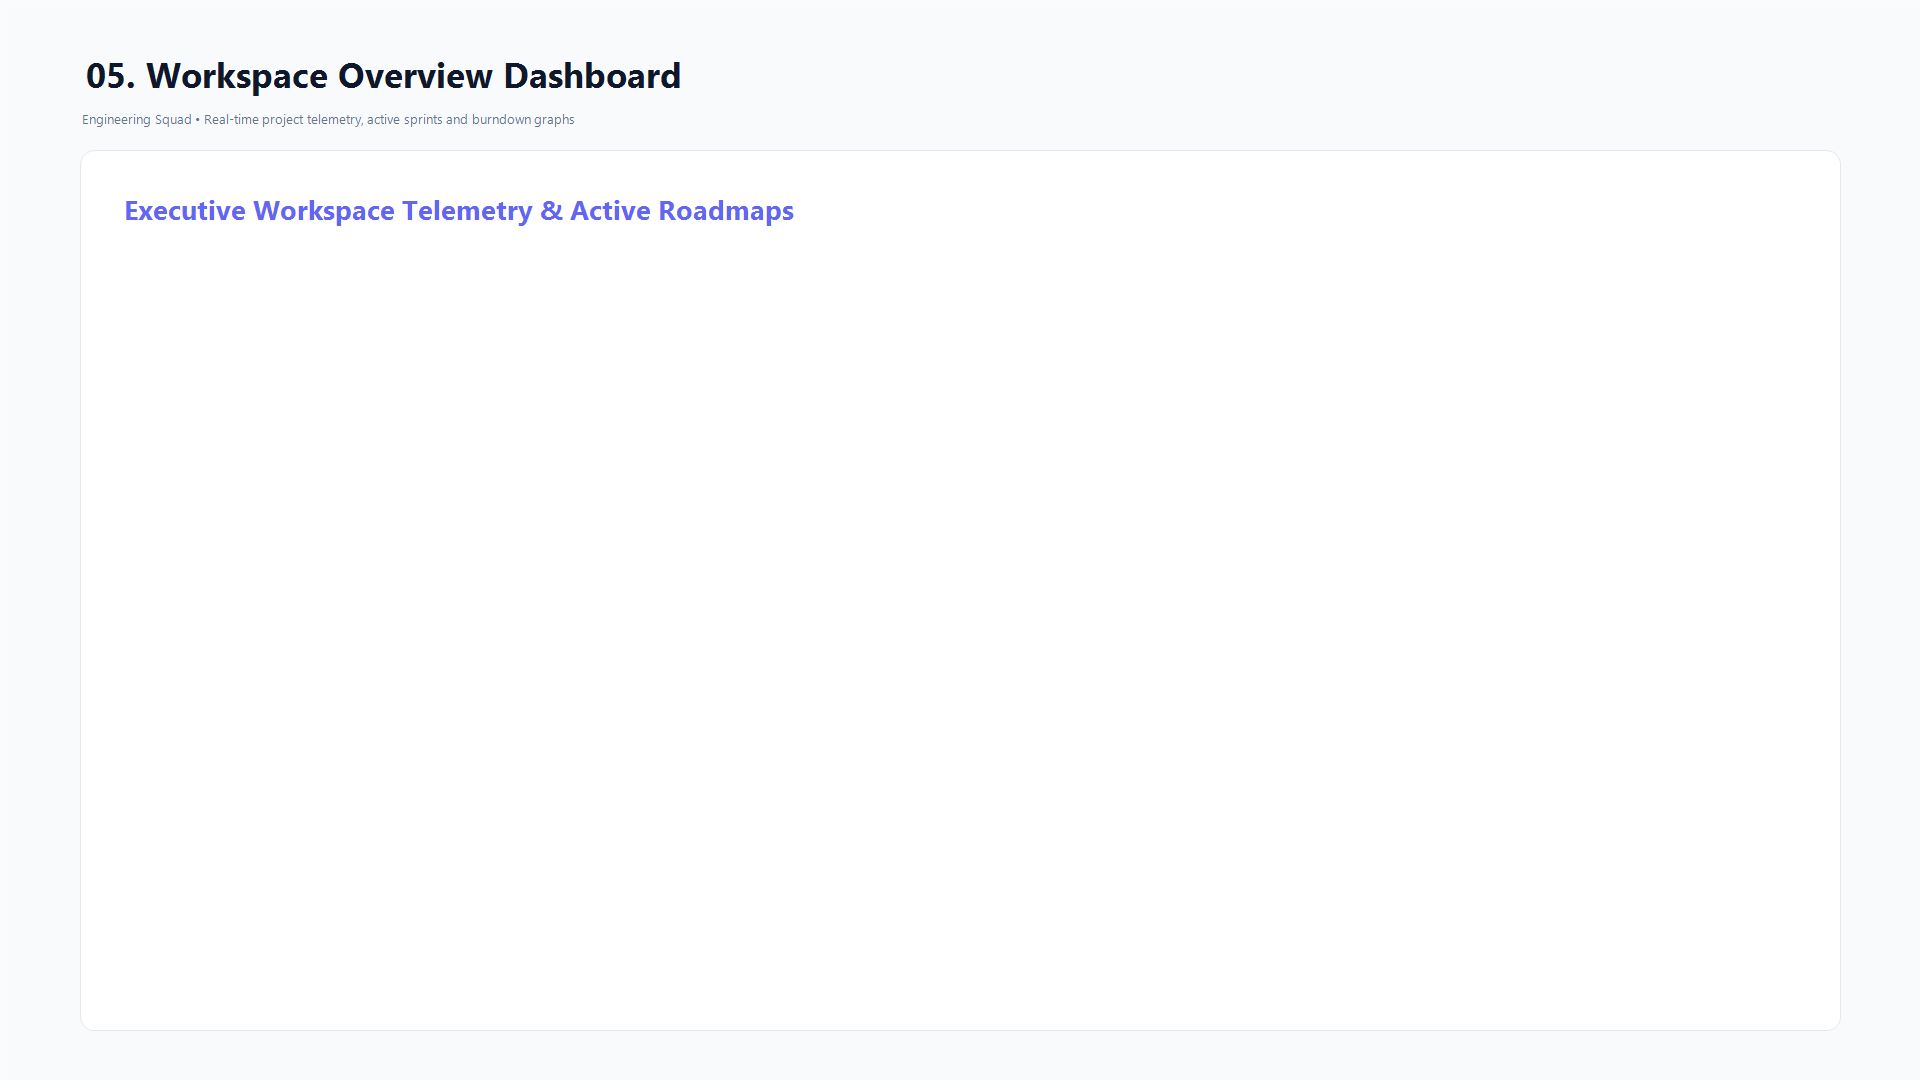 05. Workspace Overview Dashboard
Engineering Squad • Real-time project telemetry, active sprints and burndown graphs
Executive Workspace Telemetry & Active Roadmaps